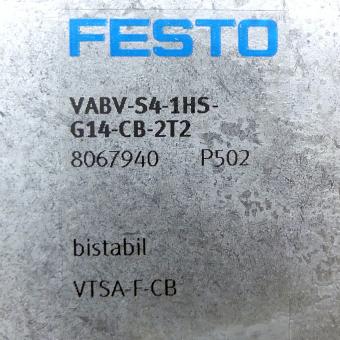 FESTO
VABV-S4-1HS-
G14-CB-2T2
8067940 P502
bistabil
VTSA-F-CB